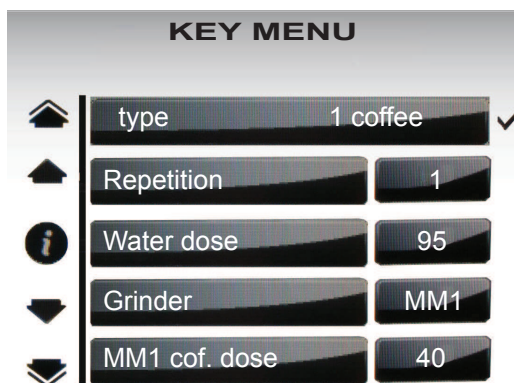 KEY MENU
type 1 coffee
Repetition 1
i
Water dose 95
Grinder MM1
MM1 cof. dose 40